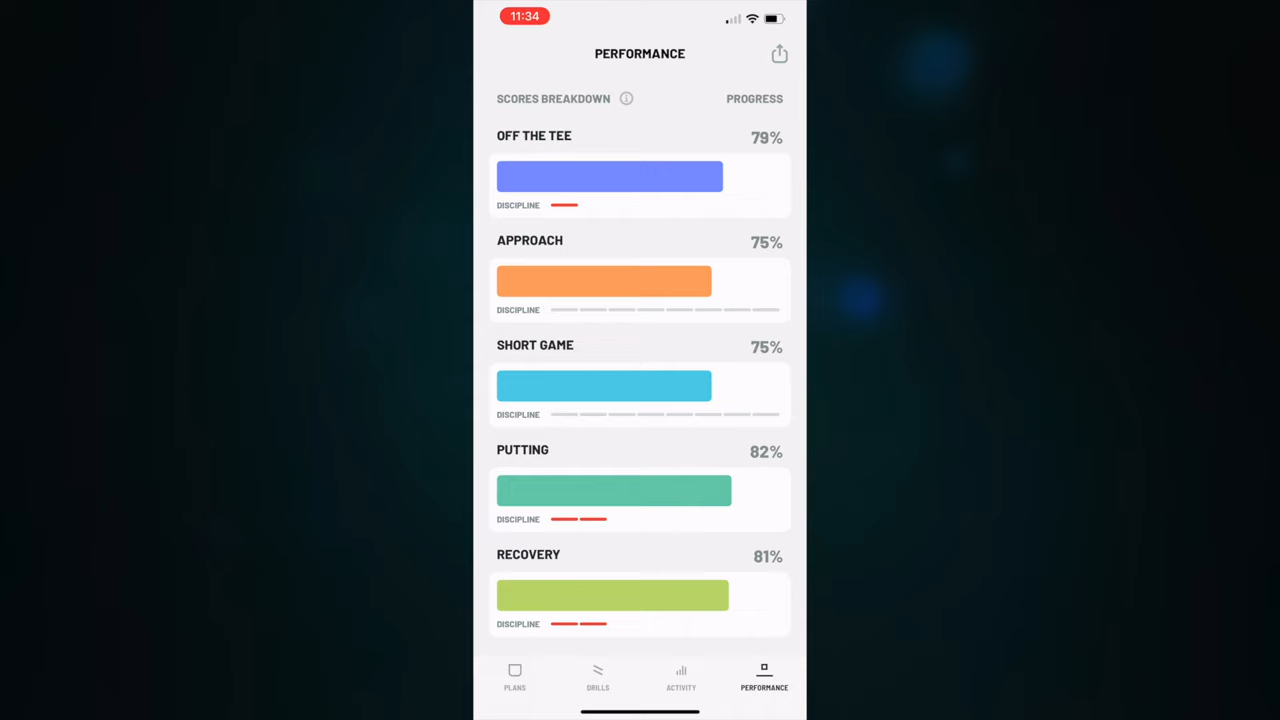 11:34
PERFORMANCE
SCORES BREAKDOWN PROGRESS
OFF THE TEE 79%
DISCIPLINE
APPROACH 75%
DISCIPLINE
SHORT GAME 75%
DISCIPLINE
PUTTING 82%
DISCIPLINE
RECOVERY 81%
DISCIPLINE
PLANS DRILLS ACTIVITY PERFORMANCE